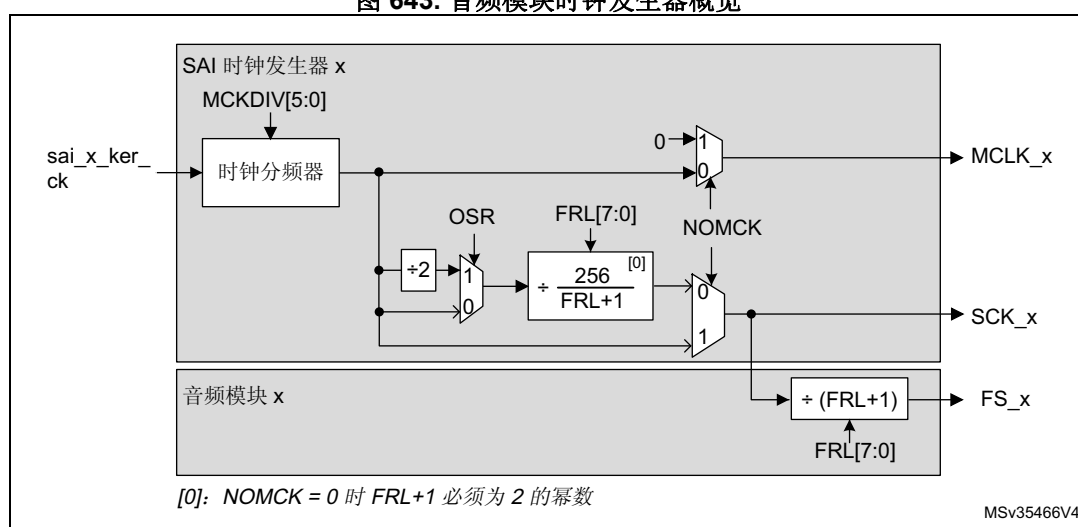 图 643. 音频模块时钟发生器概览
SAI 时钟发生器 x
MCKDIV[5:0]
sai_x_ker_
ck
时钟分频器
0
1
0
MCLK_x
OSR
FRL[7:0]
NOMCK
÷2
1
0
÷ 256
FRL+1
[0]
0
1
SCK_x
音频模块 x
÷ (FRL+1)
FS_x
FRL[7:0]
[0]：NOMCK = 0 时 FRL+1 必须为 2 的幂数
MSv35466V4